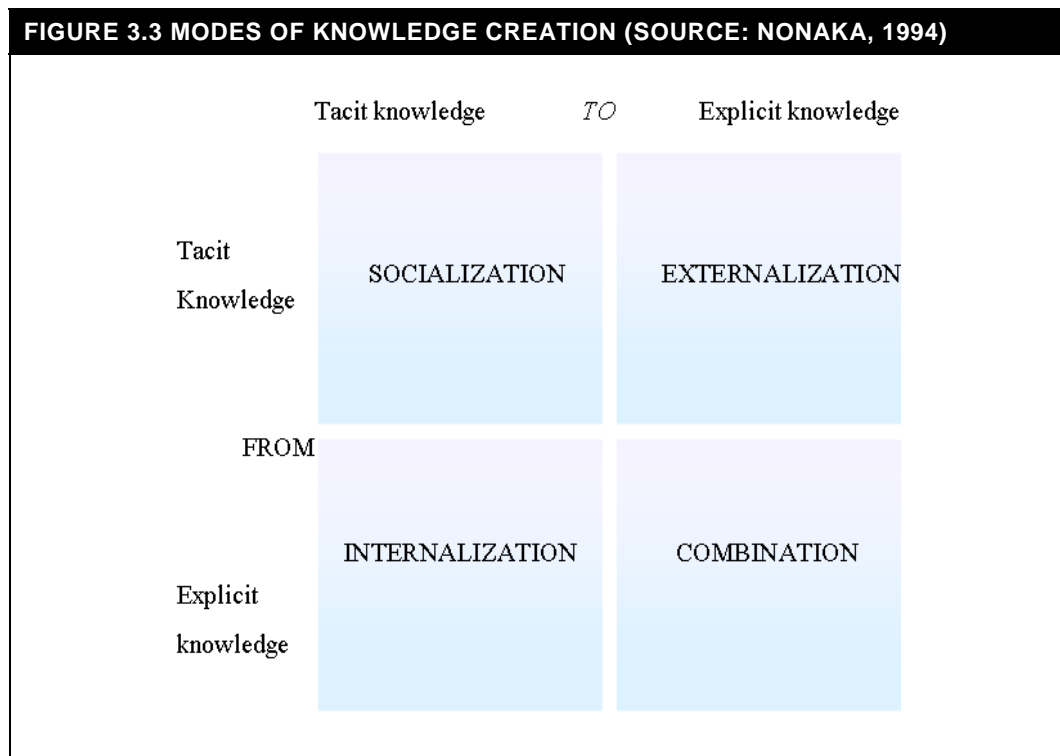 FIGURE 3.3 MODES OF KNOWLEDGE CREATION (SOURCE: NONAKA, 1994)
Tacit knowledge TO Explicit knowledge
Tacit
Knowledge
SOCIALIZATION EXTERNALIZATION
FROM
INTERNALIZATION COMBINATION
Explicit
knowledge